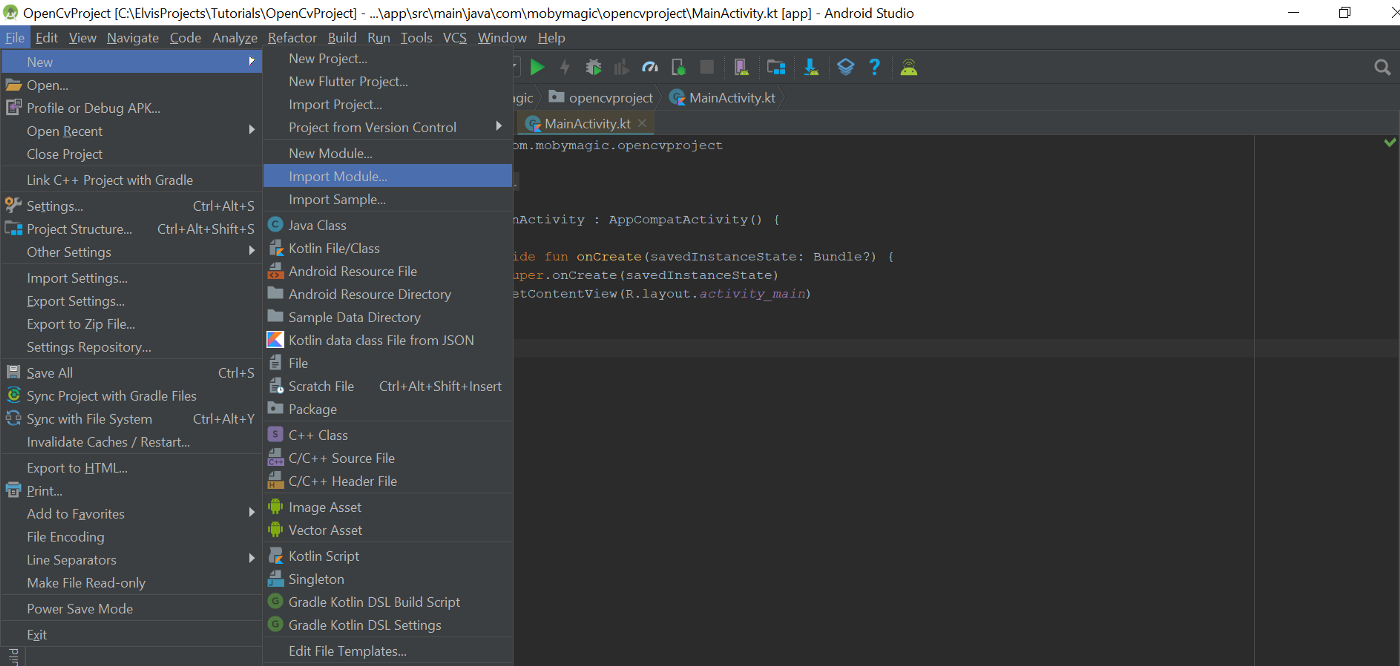 OpenCvProject [C:\ElvisProjects\Tutorials\OpenCvProject] - ...\app\src\main\java\com\mobymagic\opencvproject\MainActivity.kt [app] - Android Studio
File Edit View Navigate Code Analyze Refactor Build Run Tools VCS Window Help
New
Open...
Profile or Debug APK...
Open Recent
Close Project
Link C++ Project with Gradle
Settings... Ctrl+Alt+S
Project Structure... Ctrl+Alt+Shift+S
Other Settings
Import Settings...
Export Settings...
Export to Zip File...
Settings Repository...
Save All Ctrl+S
Sync Project with Gradle Files
Sync with File System Ctrl+Alt+Y
Invalidate Caches / Restart...
Export to HTML...
Print...
Add to Favorites
File Encoding
Line Separators
Make File Read-only
Power Save Mode
Exit
New Project...
New Flutter Project...
Import Project...
Project from Version Control
New Module...
Import Module...
Import Sample...
Java Class
Kotlin File/Class
Android Resource File
Android Resource Directory
Sample Data Directory
Kotlin data class File from JSON
File
Scratch File Ctrl+Alt+Shift+Insert
Package
C++ Class
C/C++ Source File
C/C++ Header File
Image Asset
Vector Asset
Kotlin Script
Singleton
Gradle Kotlin DSL Build Script
Gradle Kotlin DSL Settings
Edit File Templates...
gic opencvproject MainActivity.kt
MainActivity.kt
om.mobymagic.opencvproject
nActivity : AppCompatActivity() {
ide fun onCreate(savedInstanceState: Bundle?) {
uper.onCreate(savedInstanceState)
etContentView(R.layout.activity_main)